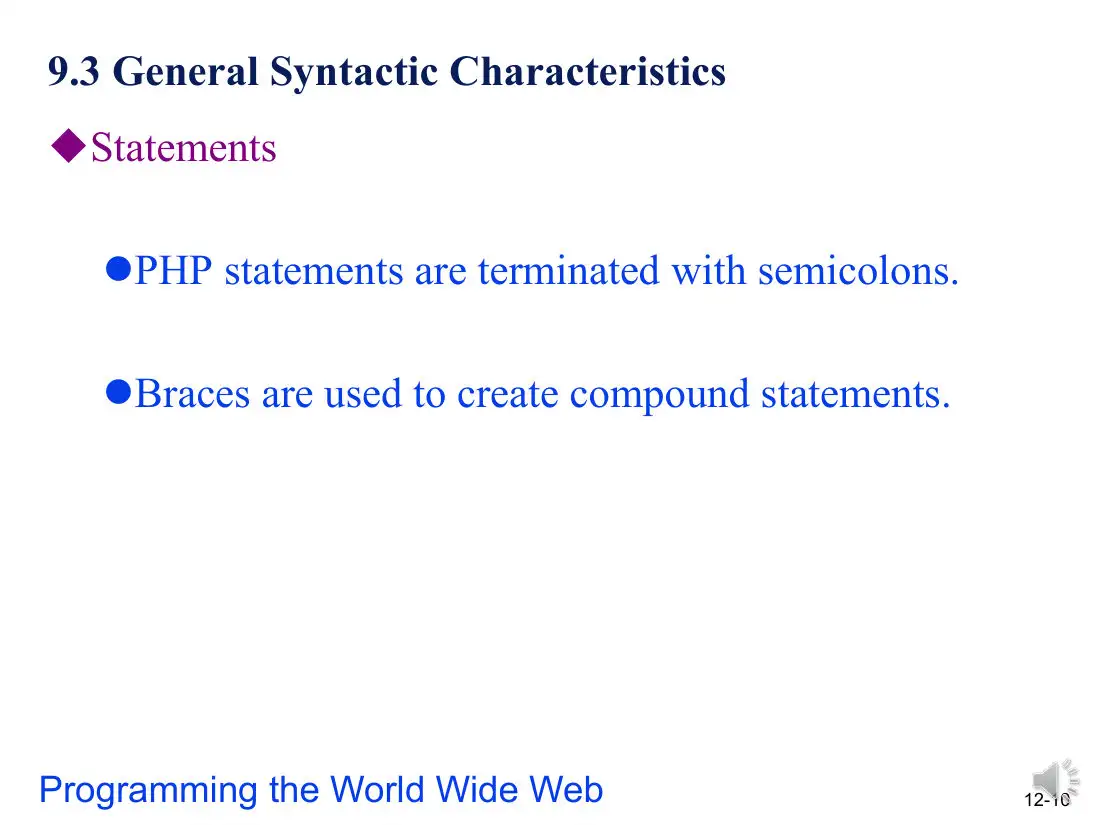 9.3 General Syntactic Characteristics
Statements
PHP statements are terminated with semicolons.
Braces are used to create compound statements.
Programming the World Wide Web
12-10